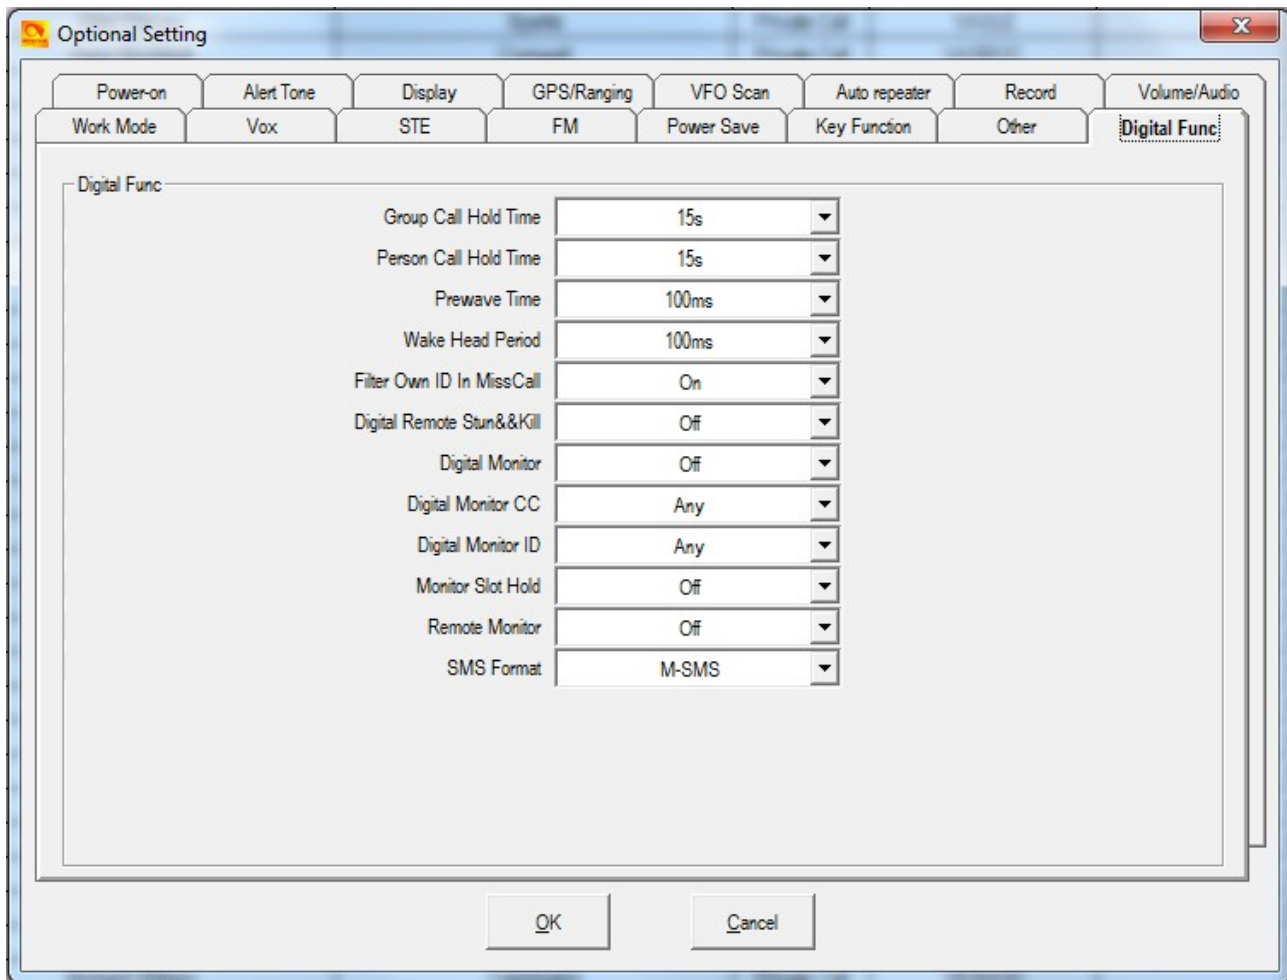 Optional Setting
Power-on Alert Tone Display GPS/Ranging VFO Scan Auto repeater Record Volume/Audio
Work Mode Vox STE FM Power Save Key Function Other Digital Func
Digital Func
Group Call Hold Time 15s
Person Call Hold Time 15s
Prewave Time 100ms
Wake Head Period 100ms
Filter Own ID In MissCall On
Digital Remote Stun&&Kill Off
Digital Monitor Off
Digital Monitor CC Any
Digital Monitor ID Any
Monitor Slot Hold Off
Remote Monitor Off
SMS Format M-SMS
OK Cancel